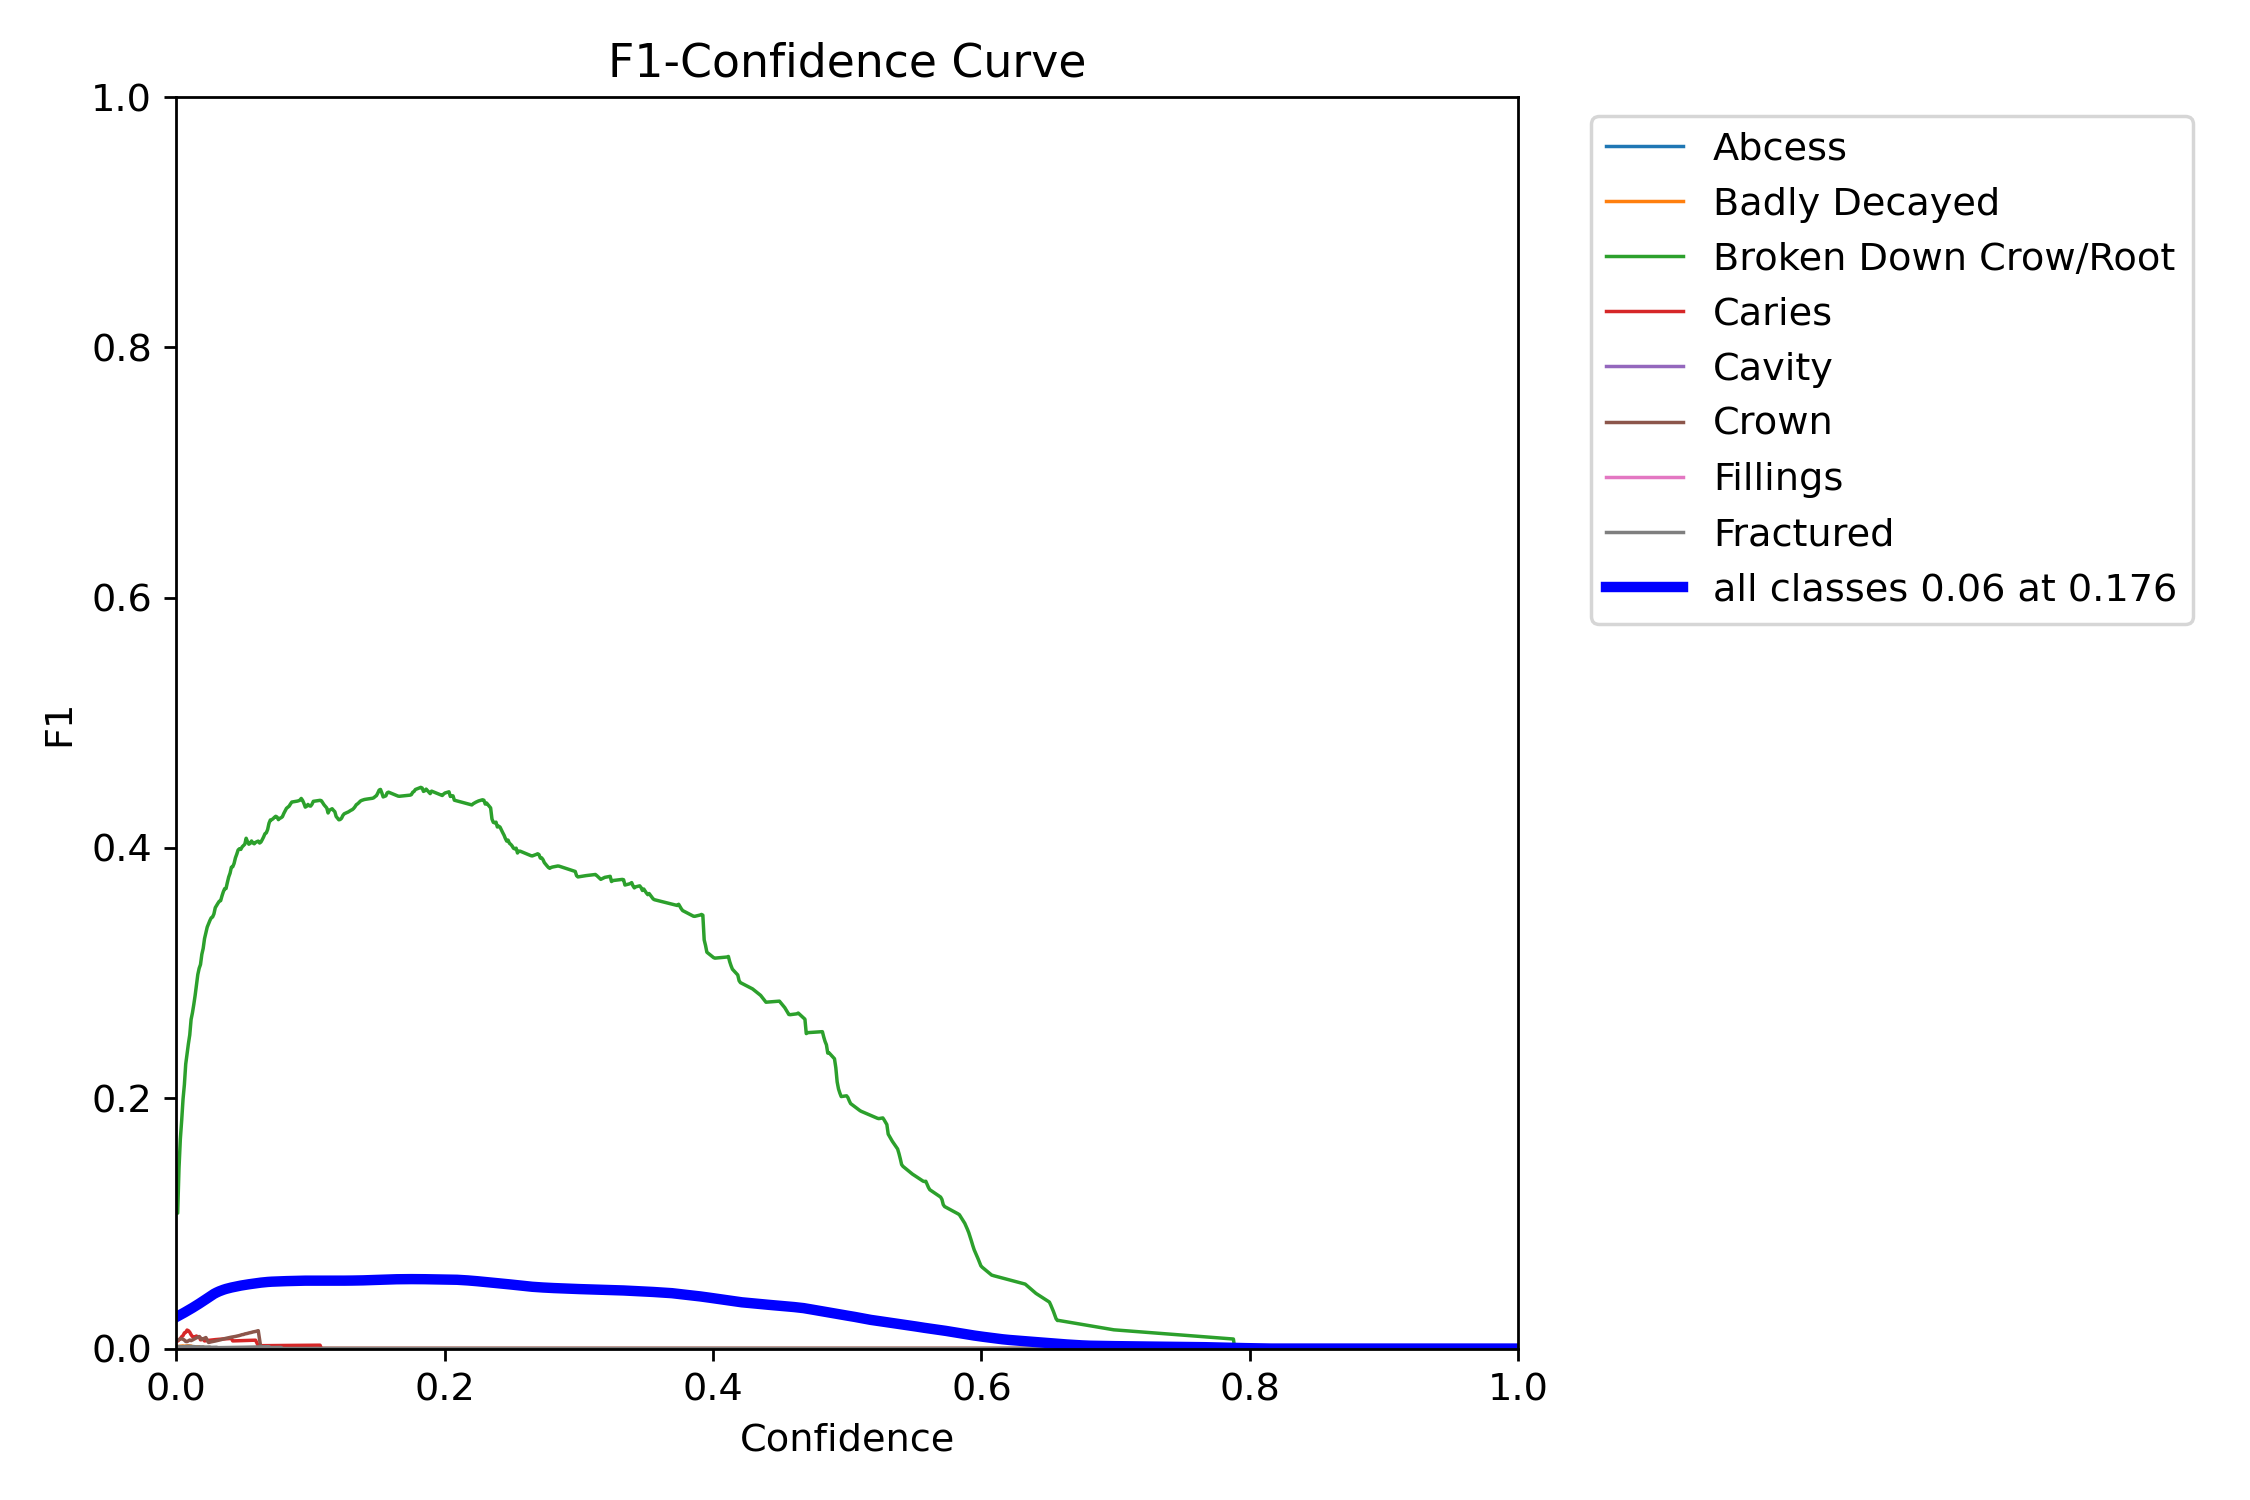 F1-Confidence Curve
1.0
0.8
0.6
0.4
0.2
0.0
F1
0.0 0.2 0.4 0.6 0.8 1.0
Confidence
Abcess
Badly Decayed
Broken Down Crow/Root
Caries
Cavity
Crown
Fillings
Fractured
all classes 0.06 at 0.176